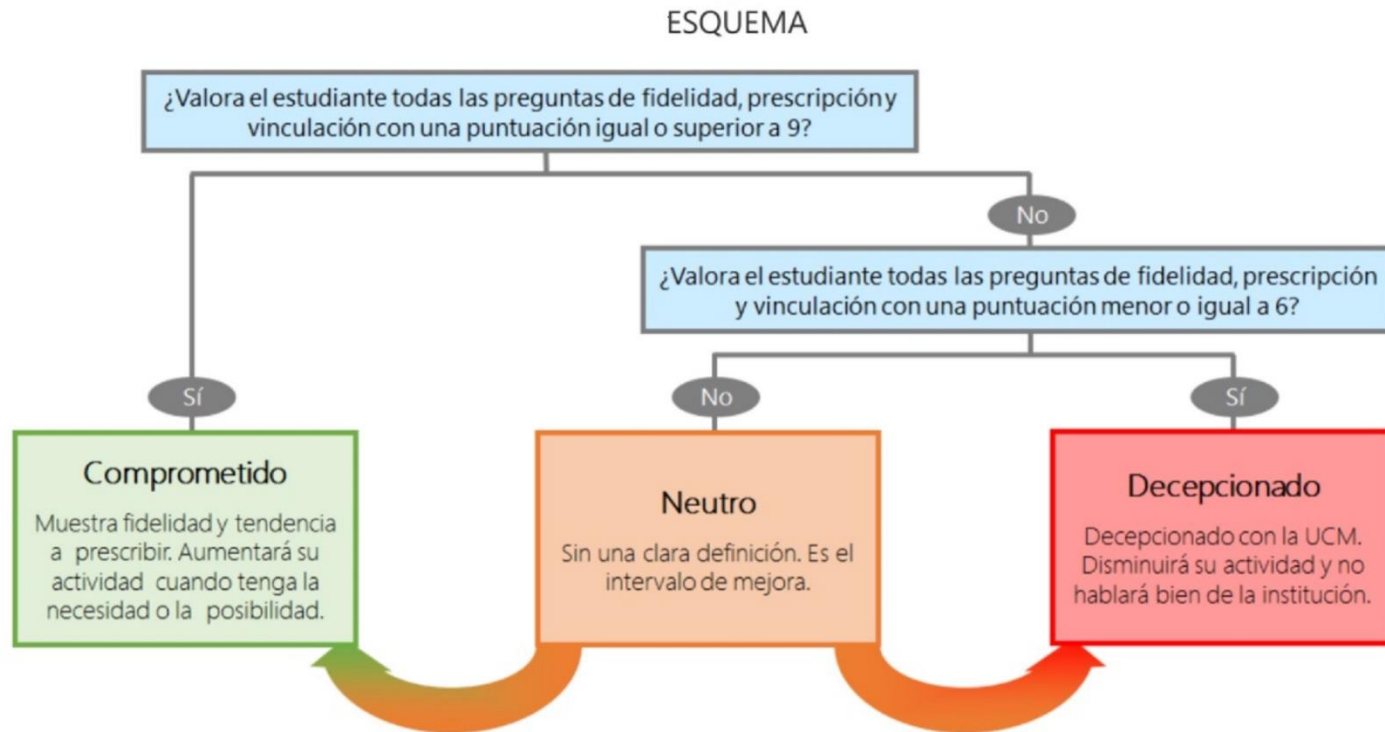 ESQUEMA
¿Valora el estudiante todas las preguntas de fidelidad, prescripción y
vinculación con una puntuación igual o superior a 9?
No
¿Valora el estudiante todas las preguntas de fidelidad, prescripción
y vinculación con una puntuación menor o igual a 6?
Sí
No
Sí
Comprometido
Muestra fidelidad y tendencia
a prescribir. Aumentará su
actividad cuando tenga la
necesidad o la posibilidad.
Neutro
Sin una clara definición. Es el
intervalo de mejora.
Decepcionado
Decepcionado con la UCM.
Disminuirá su actividad y no
hablará bien de la institución.